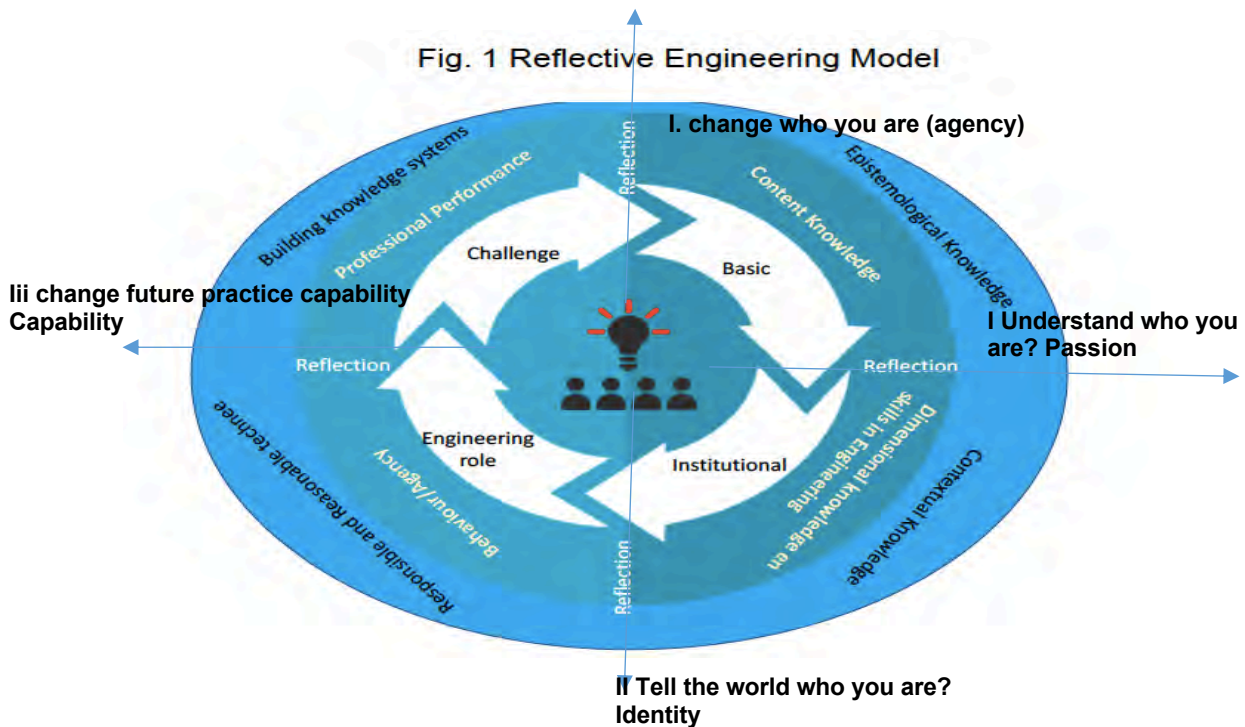 Fig. 1 Reflective Engineering Model
I. change who you are (agency)
Reflection
Building knowledge systems
Professional Performance
Content Knowledge
Epistemological Knowledge
Challenge
Basic
Iii change future practice capability
Capability
I Understand who you
are? Passion
Reflection
Reflection
Engineering
role
Institutional
Behaviour/Agency
Dimensional knowledge en
skills in Engineering
Responsible and Reasonable technee
Contextual Knowledge
Reflection
II Tell the world who you are?
Identity